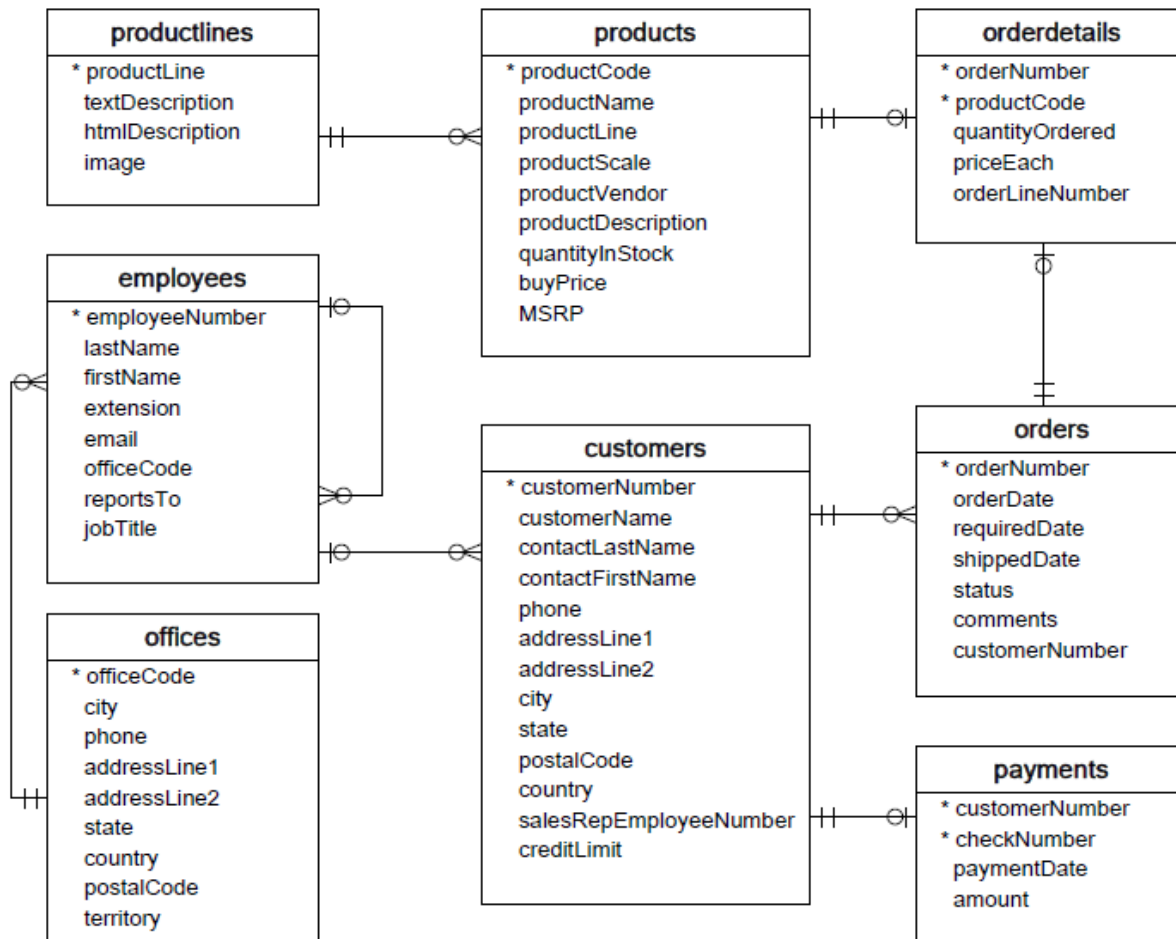 productlines
* productLine
textDescription
htmlDescription
image
products
* productCode
productName
productLine
productScale
productVendor
productDescription
quantityInStock
buyPrice
MSRP
orderdetails
* orderNumber
* productCode
quantityOrdered
priceEach
orderLineNumber
employees
* employeeNumber
lastName
firstName
extension
email
officeCode
reportsTo
jobTitle
customers
* customerNumber
customerName
contactLastName
contactFirstName
phone
addressLine1
addressLine2
city
state
postalCode
country
salesRepEmployeeNumber
creditLimit
orders
* orderNumber
orderDate
requiredDate
shippedDate
status
comments
customerNumber
offices
* officeCode
city
phone
addressLine1
addressLine2
state
country
postalCode
territory
payments
* customerNumber
* checkNumber
paymentDate
amount